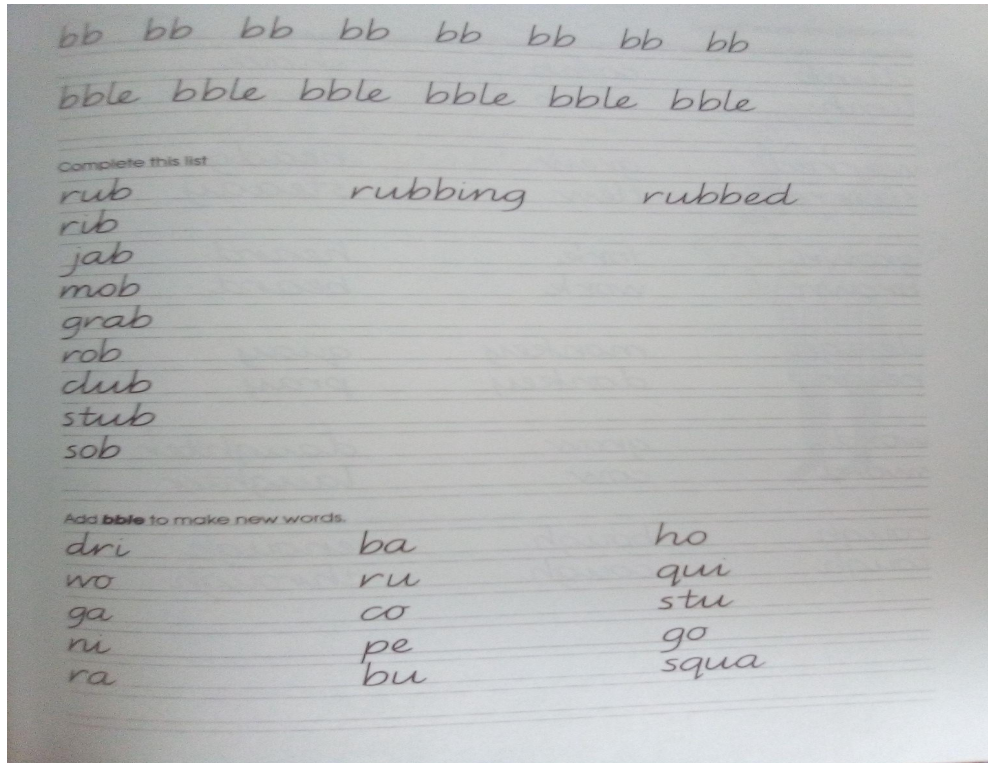 bb bb bb bb bb bb bb bb
bble bble bble bble bble bble
Complete this list
rub rubbing rubbed
rib
jab
mob
grab
rob
dub
stub
sob
Add bble to make new words.
dri ba ho
wo ru qui
ga co stu
ni pe go
ra bu squa